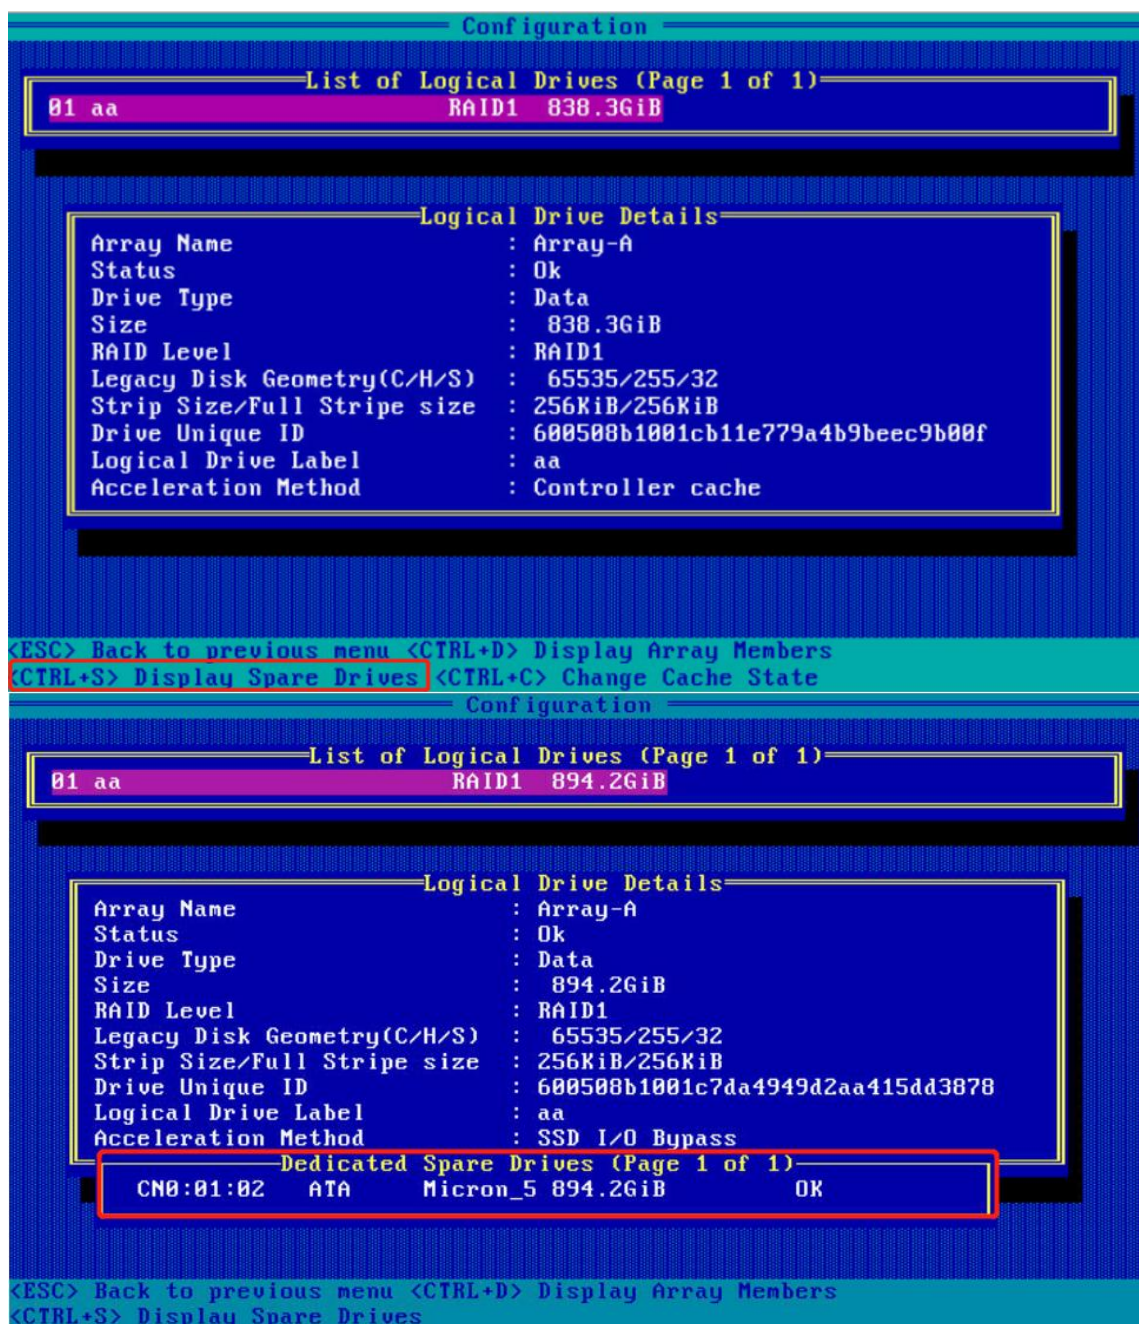 Configuration
List of Logical Drives (Page 1 of 1)
01 aa RAID1 838.3GiB
Logical Drive Details
Array Name : Array-A
Status : Ok
Drive Type : Data
Size : 838.3GiB
RAID Level : RAID1
Legacy Disk Geometry(C/H/S) : 65535/255/32
Strip Size/Full Stripe size : 256KiB/256KiB
Drive Unique ID : 600508b1001cb11e779a4b9beec9b00f
Logical Drive Label : aa
Acceleration Method : Controller cache
<ESC> Back to previous menu <CTRL+D> Display Array Members
<CTRL+S> Display Spare Drives <CTRL+C> Change Cache State
Configuration
List of Logical Drives (Page 1 of 1)
01 aa RAID1 894.2GiB
Logical Drive Details
Array Name : Array-A
Status : Ok
Drive Type : Data
Size : 894.2GiB
RAID Level : RAID1
Legacy Disk Geometry(C/H/S) : 65535/255/32
Strip Size/Full Stripe size : 256KiB/256KiB
Drive Unique ID : 600508b1001c7da4949d2aa415dd3878
Logical Drive Label : aa
Acceleration Method : SSD I/O Bypass
Dedicated Spare Drives (Page 1 of 1)
CN0:01:02 ATA Micron_5 894.2GiB OK
<ESC> Back to previous menu <CTRL+D> Display Array Members
<CTRL+S> Display Spare Drives